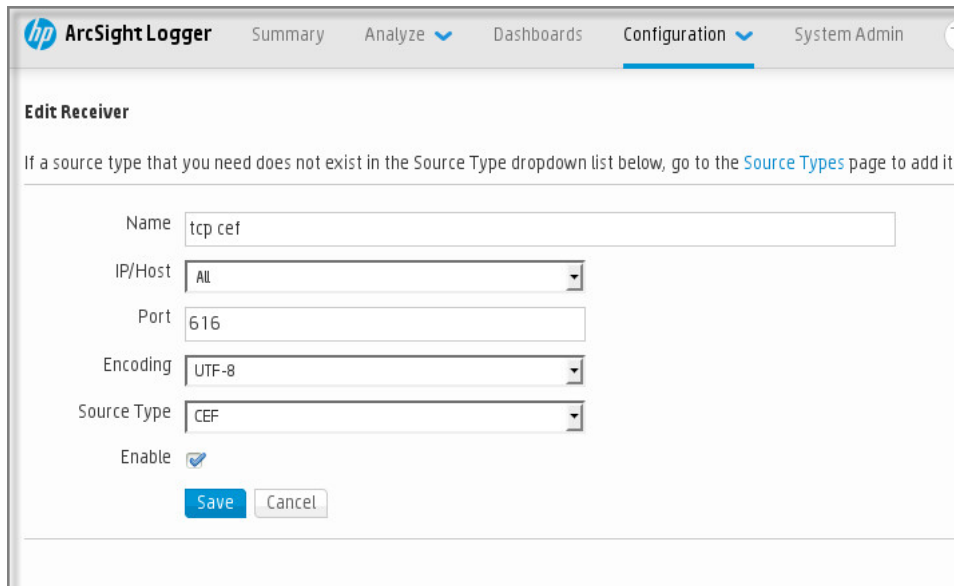 hp ArcSight Logger Summary Analyze Dashboards Configuration System Admin
Edit Receiver
If a source type that you need does not exist in the Source Type dropdown list below, go to the Source Types page to add it
Name tcp cef
IP/Host All
Port 616
Encoding UTF-8
Source Type CEF
Enable
Save Cancel